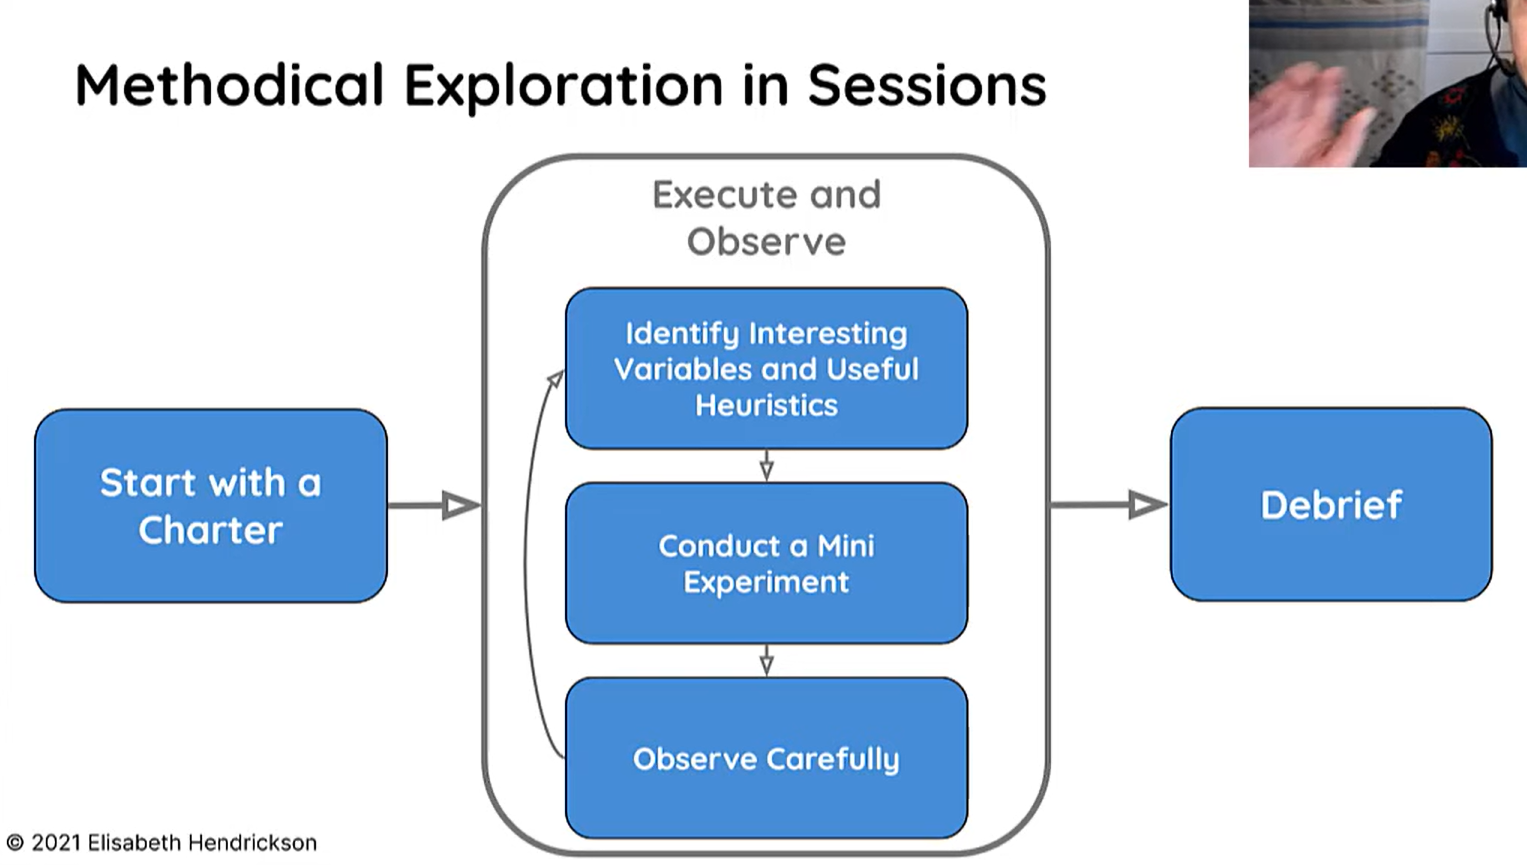 Methodical Exploration in Sessions
Execute and
Observe
Identify Interesting
Variables and Useful
Heuristics
Start with a
Charter
Conduct a Mini
Experiment
Debrief
Observe Carefully
© 2021 Elisabeth Hendrickson